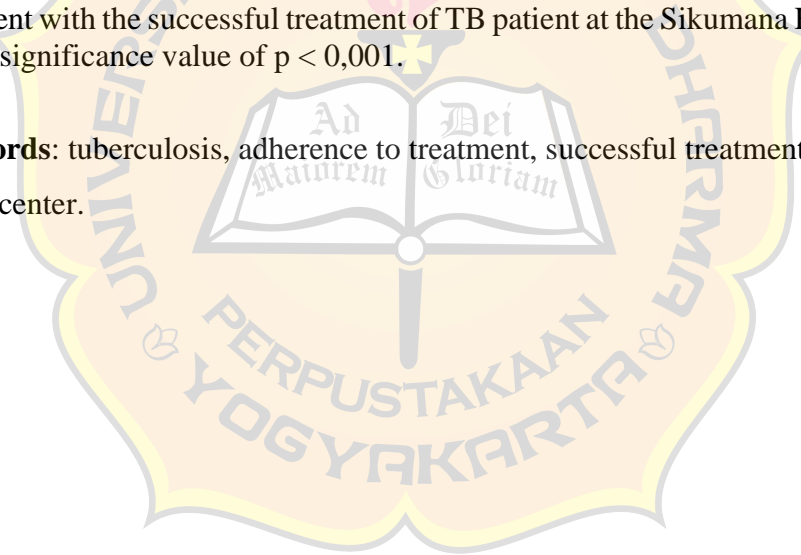 ent with the successful treatment of TB patient at the Sikumana
significance value of p < 0,001.
Ad Dei
Maiorem Gloriam
ords: tuberculosis, adherence to treatment, successful treatment
center.
PERPUSTAKAAN
YOGYAKARTA
DHARMA